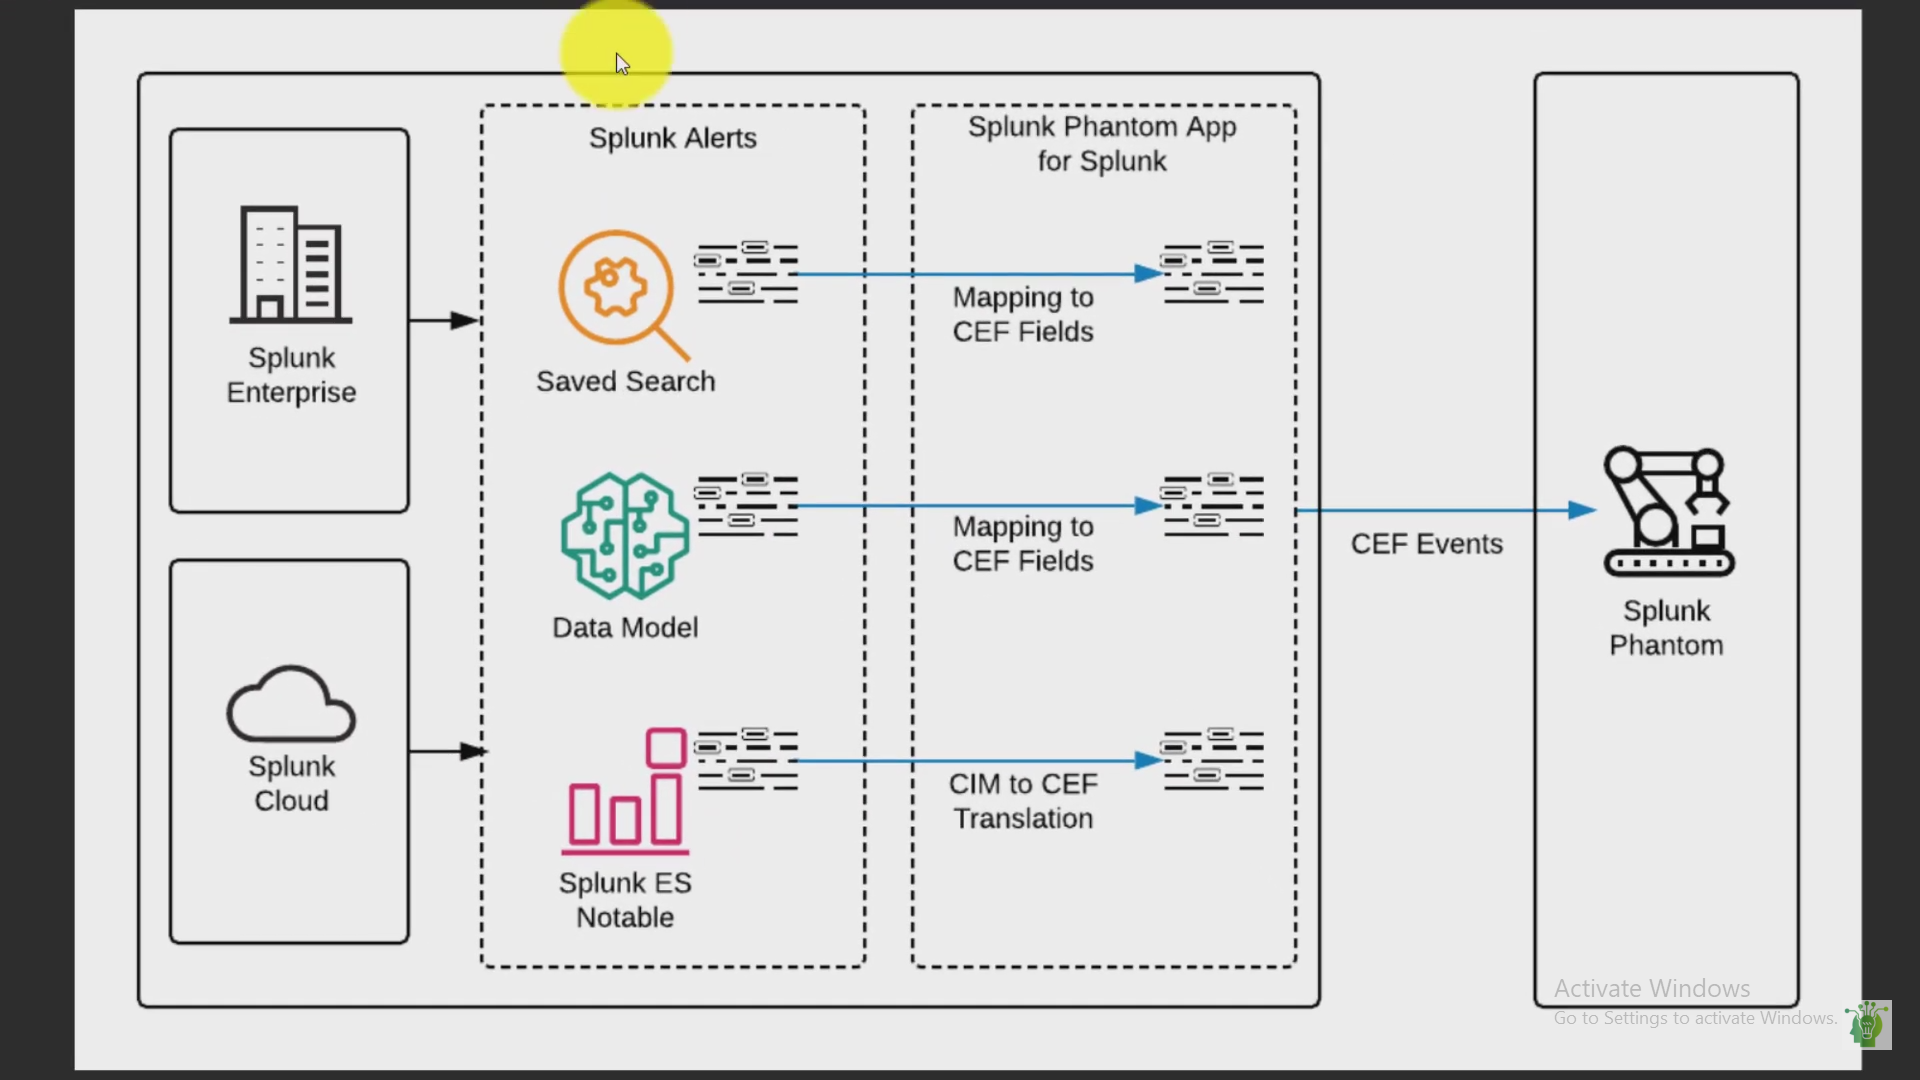 Splunk
Enterprise
Splunk
Cloud
Splunk Alerts
Saved Search
Data Model
Splunk ES
Notable
Splunk Phantom App
for Splunk
Mapping to
CEF Fields
Mapping to
CEF Fields
CIM to CEF
Translation
CEF Events
Splunk
Phantom
Activate Windows
Go to Settings to activate Windows.